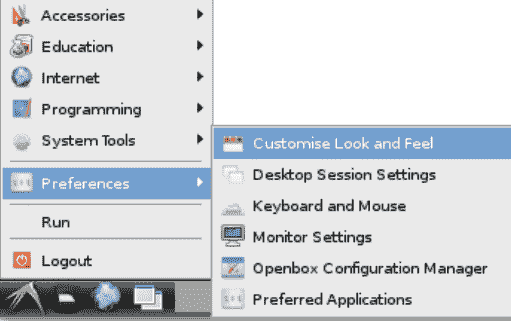 Accessories
Education
Internet
Programming
System Tools
Preferences
Run
Logout
Customise Look and Feel
Desktop Session Settings
Keyboard and Mouse
Monitor Settings
Openbox Configuration Manager
Preferred Applications